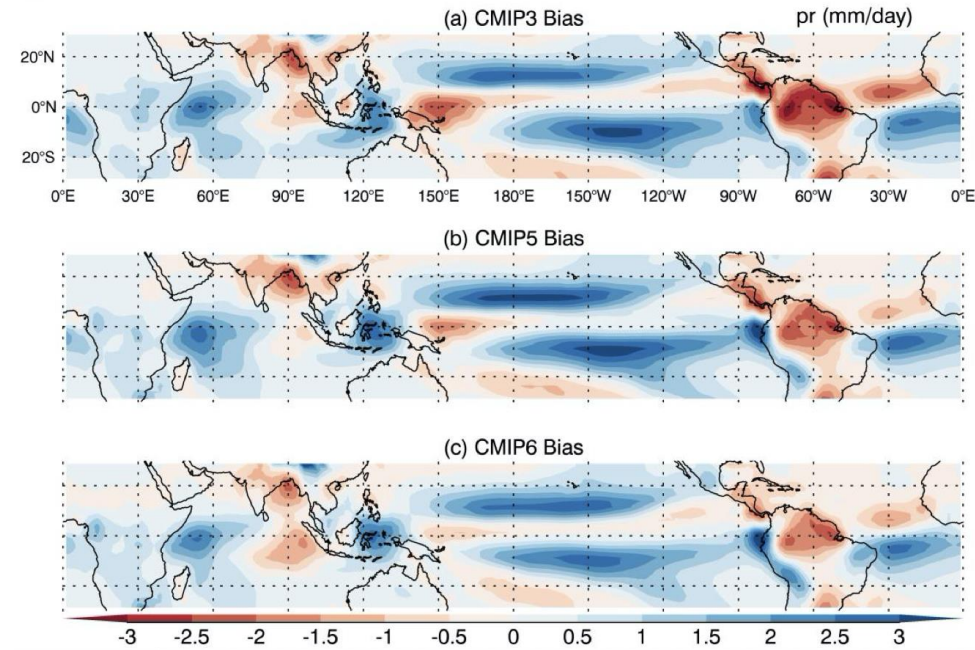 (a) CMIP3 Bias pr (mm/day)
20°N
0°N
20°S
0°E 30°E 60°E 90°E 120°E 150°E 180°E 150°W 120°W 90°W 60°W 30°W 0°E
(b) CMIP5 Bias
(c) CMIP6 Bias
-3 -2.5 -2 -1.5 -1 -0.5 0 0.5 1 1.5 2 2.5 3